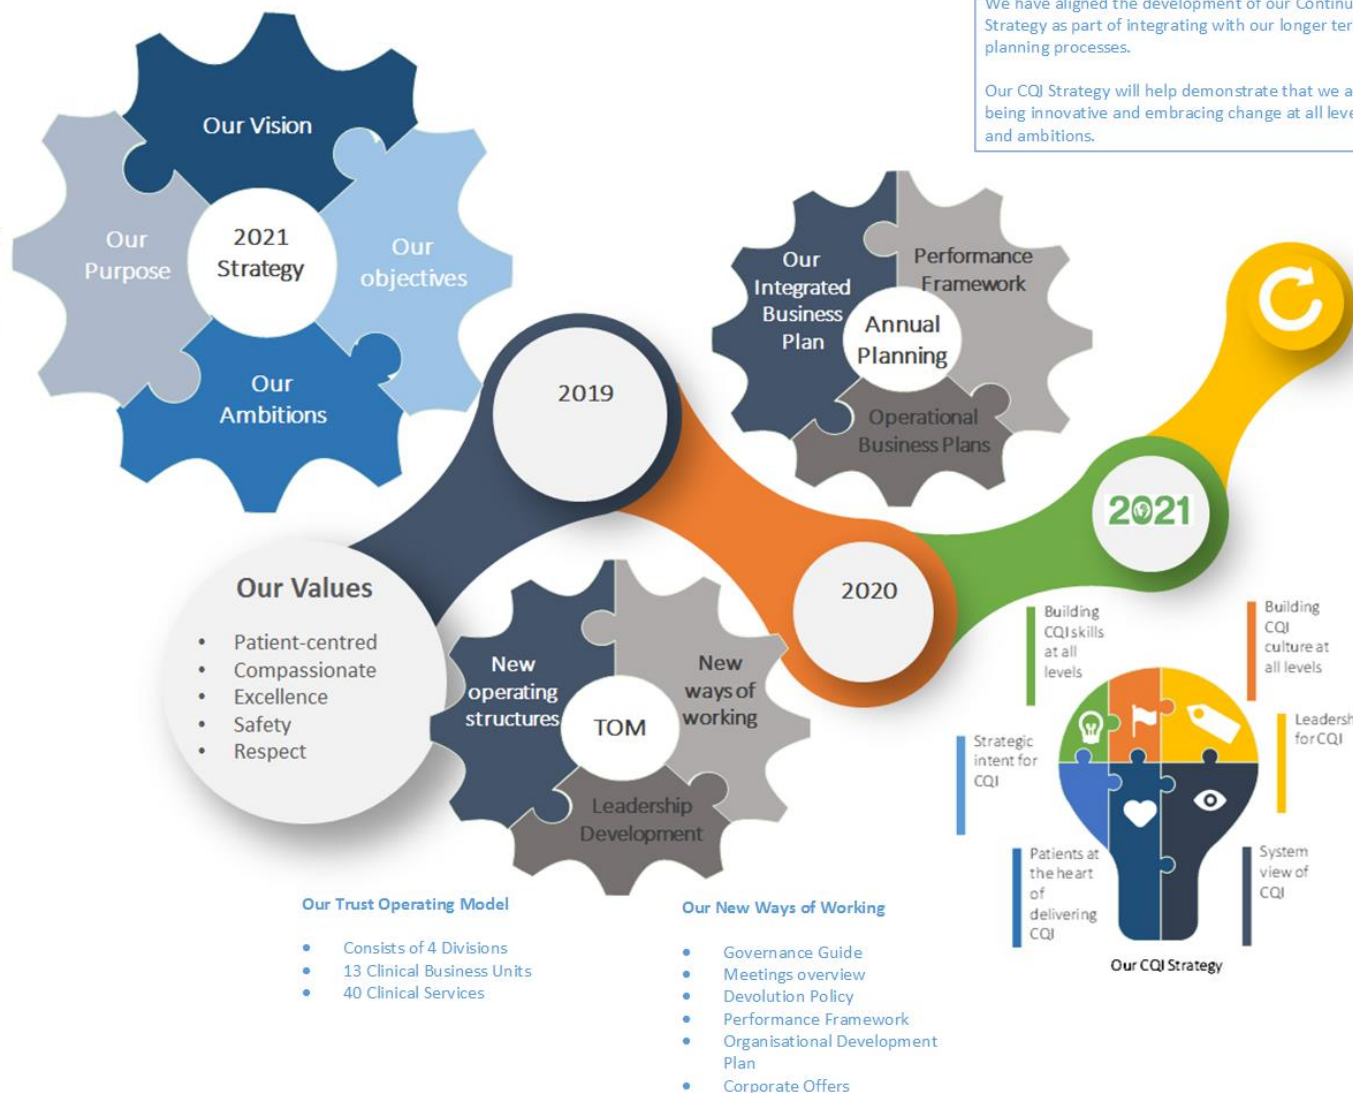 We have aligned the development of our Continu
Strategy as part of integrating with our longer ter
planning processes.
Our CQI Strategy will help demonstrate that we a
being innovative and embracing change at all leve
and ambitions.
Our Vision
Our
Purpose
2021
Strategy
Our
objectives
Our
Ambitions
Our
Integrated
Business
Plan
Performance
Framework
Annual
Planning
Operational
Business Plans
2019
2020
2021
Our Values
• Patient-centred
• Compassionate
• Excellence
• Safety
• Respect
New
operating
structures
New
ways of
working
TOM
Leadership
Development
Building
CQI skills
at all
levels
Building
CQI
culture at
all levels
Strategic
intent for
CQI
Leadersh
for CQI
Patients at
the heart
of
delivering
CQI
System
view of
CQI
Our CQI Strategy
Our Trust Operating Model
• Consists of 4 Divisions
• 13 Clinical Business Units
• 40 Clinical Services
Our New Ways of Working
• Governance Guide
• Meetings overview
• Devolution Policy
• Performance Framework
• Organisational Development
Plan
• Corporate Offers